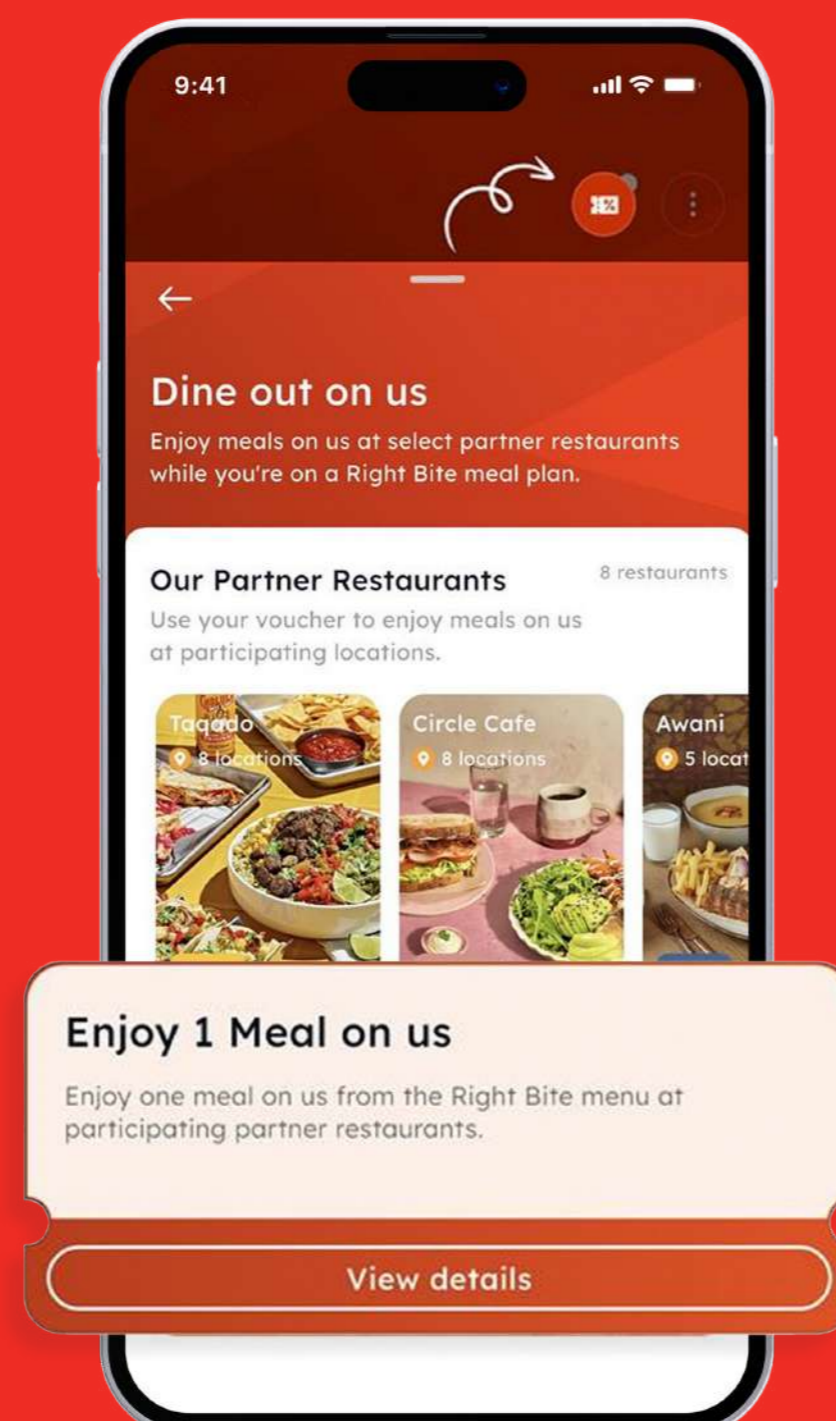 9:41
Dine out on us
Enjoy meals on us at select partner restaurants
while you're on a Right Bite meal plan.
Our Partner Restaurants
8 restaurants
Use your voucher to enjoy meals on us
at participating locations.
Taqado
8 locations
Circle Cafe
8 locations
Awani
5 locat
Enjoy 1 Meal on us
Enjoy one meal on us from the Right Bite menu at
participating partner restaurants.
View details